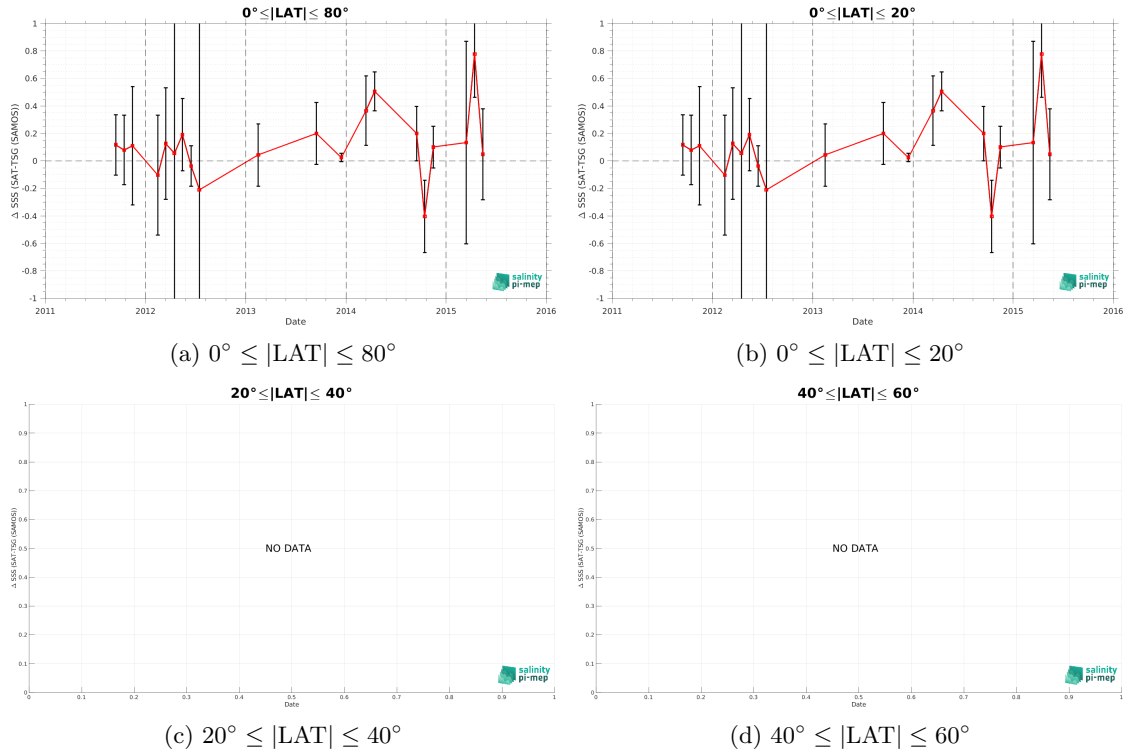 0°≤|LAT|≤ 80°
Δ SSS (SAT-TSG (SAMOS))
1
0.8
0.6
0.4
0.2
0
-0.2
-0.4
-0.6
-0.8
-1
2011 2012 2013 2014 2015 2016
Date
salinity
pi-mep
(a) 0° ≤ |LAT| ≤ 80°
0°≤|LAT|≤ 20°
Δ SSS (SAT-TSG (SAMOS))
1
0.8
0.6
0.4
0.2
0
-0.2
-0.4
-0.6
-0.8
-1
2011 2012 2013 2014 2015 2016
Date
salinity
pi-mep
(b) 0° ≤ |LAT| ≤ 20°
20°≤|LAT|≤ 40°
Δ SSS (SAT-TSG (SAMOS))
1
0.9
0.8
0.7
0.6
0.5
0.4
0.3
0.2
0.1
0
NO DATA
0 0.1 0.2 0.3 0.4 0.5 0.6 0.7 0.8 0.9 1
Date
salinity
pi-mep
(c) 20° ≤ |LAT| ≤ 40°
40°≤|LAT|≤ 60°
Δ SSS (SAT-TSG (SAMOS))
1
0.9
0.8
0.7
0.6
0.5
0.4
0.3
0.2
0.1
0
NO DATA
0 0.1 0.2 0.3 0.4 0.5 0.6 0.7 0.8 0.9 1
Date
salinity
pi-mep
(d) 40° ≤ |LAT| ≤ 60°